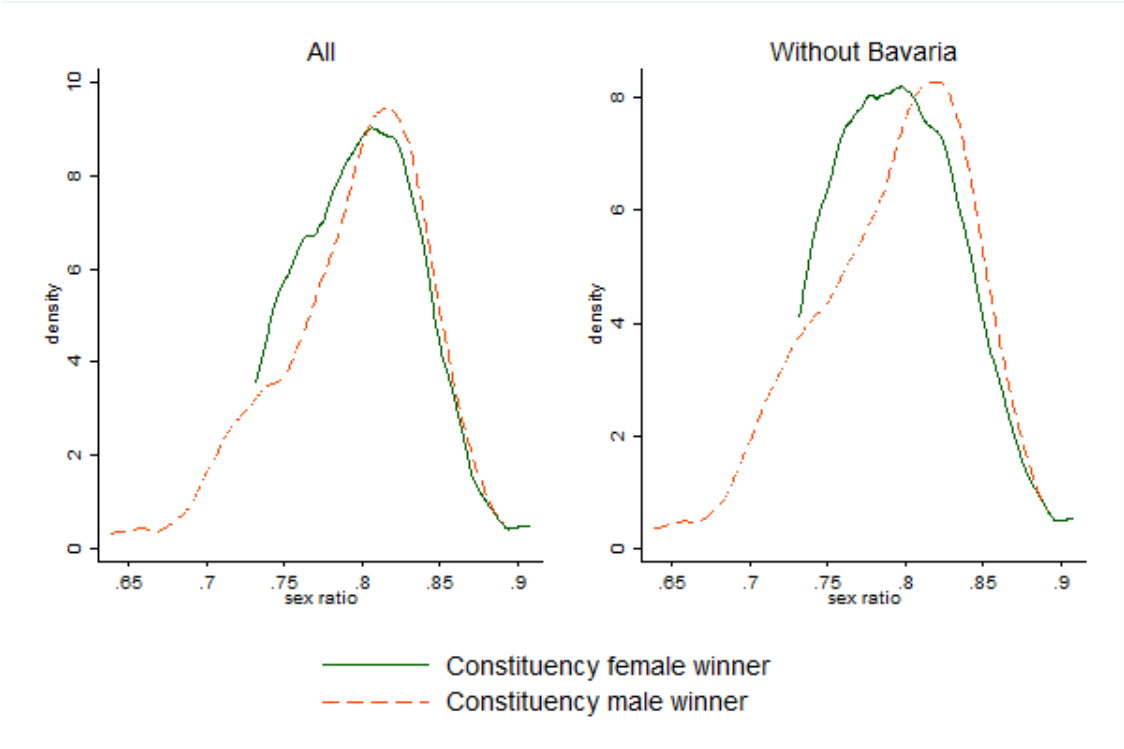 All
Without Bavaria
density
10
8
6
4
2
0
.65 .7 .75 .8 .85 .9
sex ratio
density
8
6
4
2
0
.65 .7 .75 .8 .85 .9
sex ratio
Constituency female winner
Constituency male winner